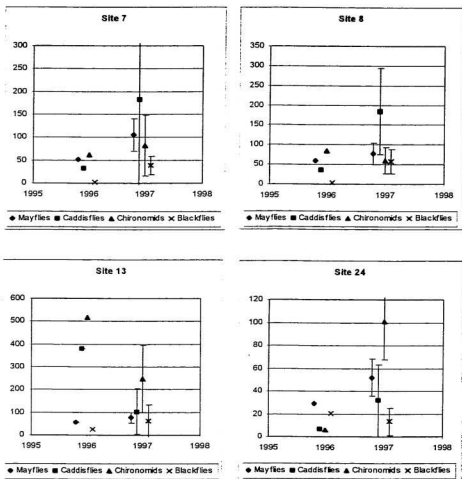 Site 7
300
250
200
150
100
50
0
1995 1996 1997 1998
◆ Mayflies ■ Caddisflies ▲ Chironomids × Blackflies
Site 8
350
300
250
200
150
100
50
0
1995 1996 1997 1998
◆ Mayflies ■ Caddisflies ▲ Chironomids × Blackflies
Site 13
600
500
400
300
200
100
0
1995 1996 1997 1998
◆ Mayflies ■ Caddisflies ▲ Chironomids × Blackflies
Site 24
120
100
80
60
40
20
0
1995 1996 1997 1998
◆ Mayflies ■ Caddisflies ▲ Chironomids × Blackflies